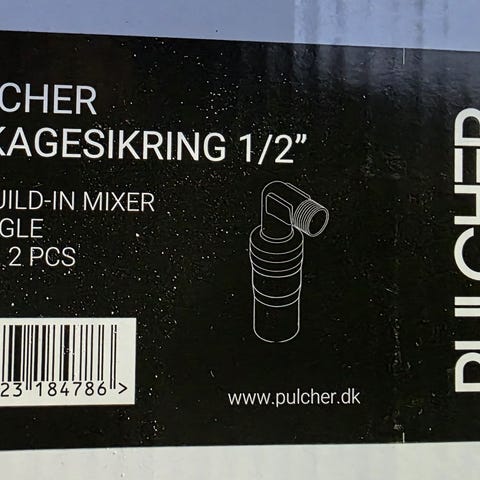 CHER
KAGESIKRING 1/2"
UILD-IN MIXER
GLE
2 PCS
23 184786 >
www.pulcher.dk
PULCHER